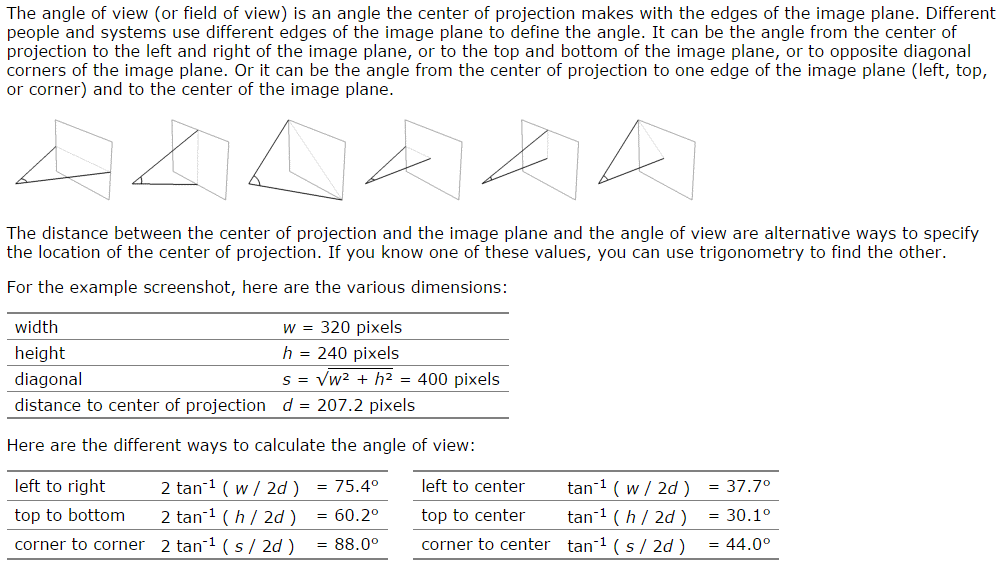 The angle of view (or field of view) is an angle the center of projection makes with the edges of the image plane. Different
people and systems use different edges of the image plane to define the angle. It can be the angle from the center of
projection to the left and right of the image plane, or to the top and bottom of the image plane, or to opposite diagonal
corners of the image plane. Or it can be the angle from the center of projection to one edge of the image plane (left, top,
or corner) and to the center of the image plane.
The distance between the center of projection and the image plane and the angle of view are alternative ways to specify
the location of the center of projection. If you know one of these values, you can use trigonometry to find the other.
For the example screenshot, here are the various dimensions:
width w = 320 pixels
height h = 240 pixels
diagonal s = √w² + h² = 400 pixels
distance to center of projection d = 207.2 pixels
Here are the different ways to calculate the angle of view:
left to right 2 tan⁻¹ ( w / 2d ) = 75.4º
top to bottom 2 tan⁻¹ ( h / 2d ) = 60.2º
corner to corner 2 tan⁻¹ ( s / 2d ) = 88.0º
left to center tan⁻¹ ( w / 2d ) = 37.7º
top to center tan⁻¹ ( h / 2d ) = 30.1º
corner to center tan⁻¹ ( s / 2d ) = 44.0º